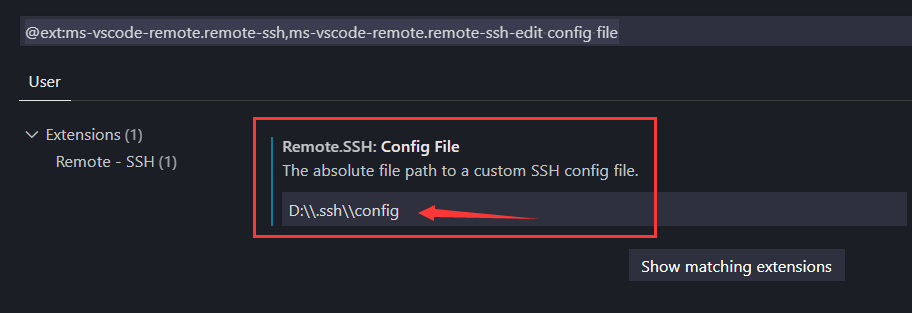 @ext:ms-vscode-remote.remote-ssh,ms-vscode-remote.remote-ssh-edit config file
User
Extensions (1)
Remote - SSH (1)
Remote.SSH: Config File
The absolute file path to a custom SSH config file.
D:\\.ssh\\config
Show matching extensions